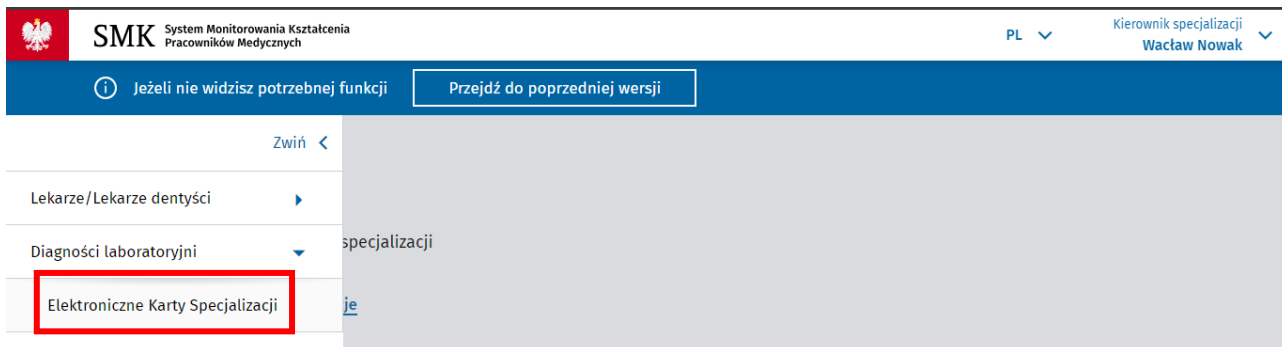 SMK System Monitorowania Kształcenia
Pracowników Medycznych
PL
Kierownik specjalizacji
Wacław Nowak
Jeżeli nie widzisz potrzebnej funkcji
Przejdź do poprzedniej wersji
Zwiń
Lekarze/Lekarze dentyści
Diagności laboratoryjni
specjalizacji
Elektroniczne Karty Specjalizacji
je